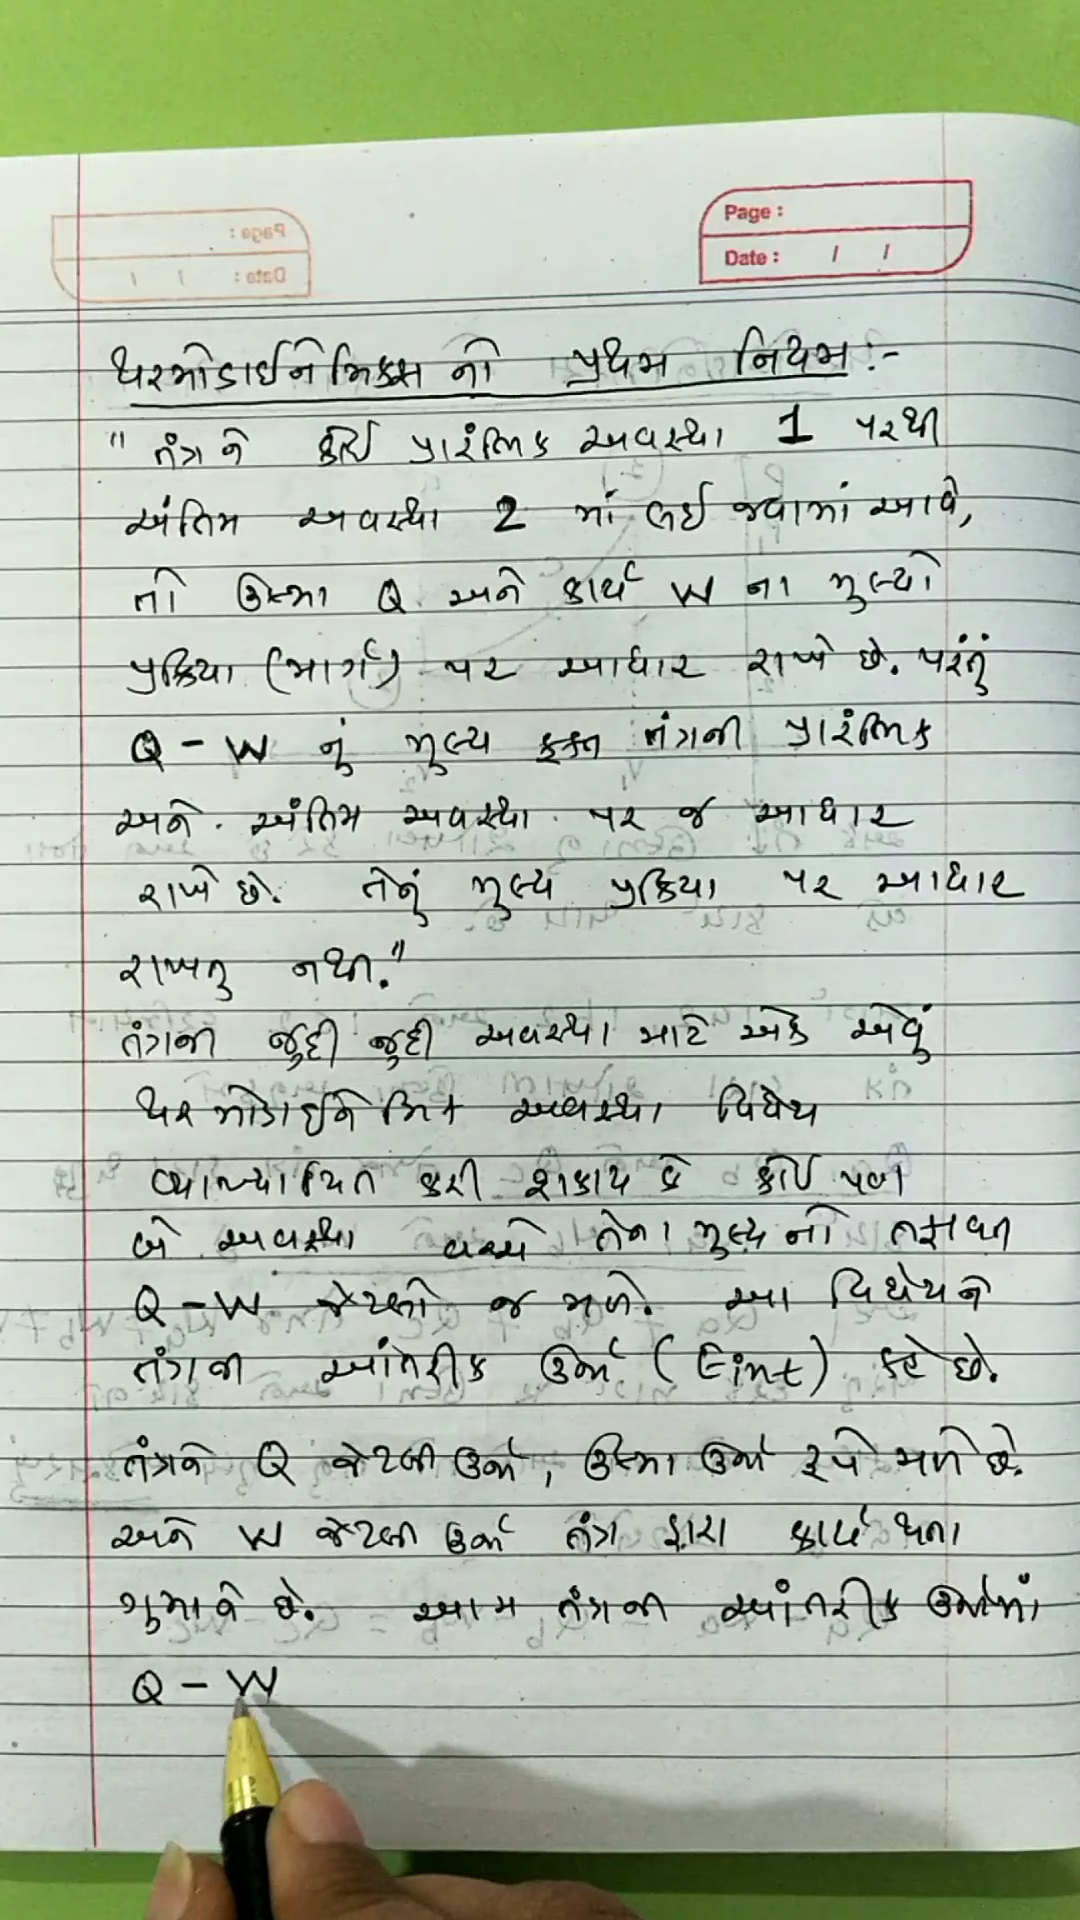 Page :
Date : / /
થરમોડાઈનેમિક્સ નો પ્રથમ નિયમ :-
" તંત્રને કોઈ પ્રારંભિક અવસ્થા 1 પરથી
અંતિમ અવસ્થા 2 માં લઈ જવામાં આવે,
તો ઉષ્મા Q અને કાર્ય W ના મુલ્યો
પ્રક્રિયા (માર્ગ) પર આધાર રાખે છે. પરંતું
Q - W નું મુલ્ય ફક્ત તંત્રની પ્રારંભિક
અને અંતિમ અવસ્થા પર જ આધાર
રાખે છે. તેનું મુલ્ય પ્રક્રિયા પર આધાર
રાખતુ નથી."
તંત્રની જુદી જુદી અવસ્થા માટે એક એવું
થરમોડાઈનેમિક અવસ્થા વિધેય
વ્યાખ્યાયિત કરી શકાય કે કોઈ પણ
બે અવસ્થા વચ્ચે તેના મુલ્ય નો તફાવત
Q - W જેટલો જ મળે. આ વિધેયને
તંત્રની આંતરીક ઉર્જા (Eint) કહે છે.
તંત્રને Q જેટલી ઉર્જા, ઉષ્મા ઉર્જા રૂપે મળે છે.
અને W જેટલી ઉર્જા તંત્ર દ્વારા કાર્ય થતા
ગુમાવે છે. આમ તંત્રની આંતરીક ઉર્જામાં
Q - W